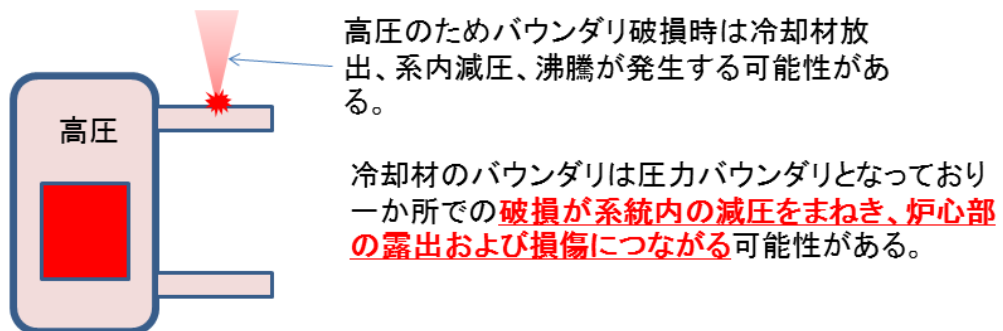 高圧のためバウンダリ破損時は冷却材放
出、系内減圧、沸騰が発生する可能性があ
る。
高圧
冷却材のバウンダリは圧力バウンダリとなっており
一か所での破損が系統内の減圧をまねき、炉心部
の露出および損傷につながる可能性がある。